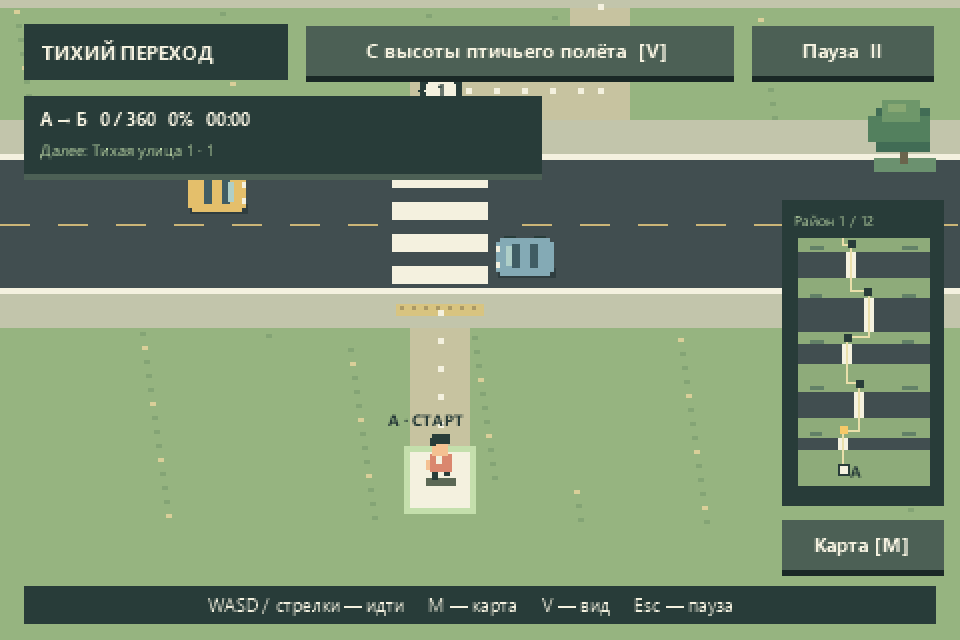 ТИХИЙ ПЕРЕХОД
С высоты птичьего полёта [V]
Пауза II
1
А — Б 0 / 360 0% 00:00
Далее: Тихая улица 1 · 1
Район 1 / 12
А
А · СТАРТ
Карта [M]
WASD / стрелки — идти M — карта V — вид Esc — пауза